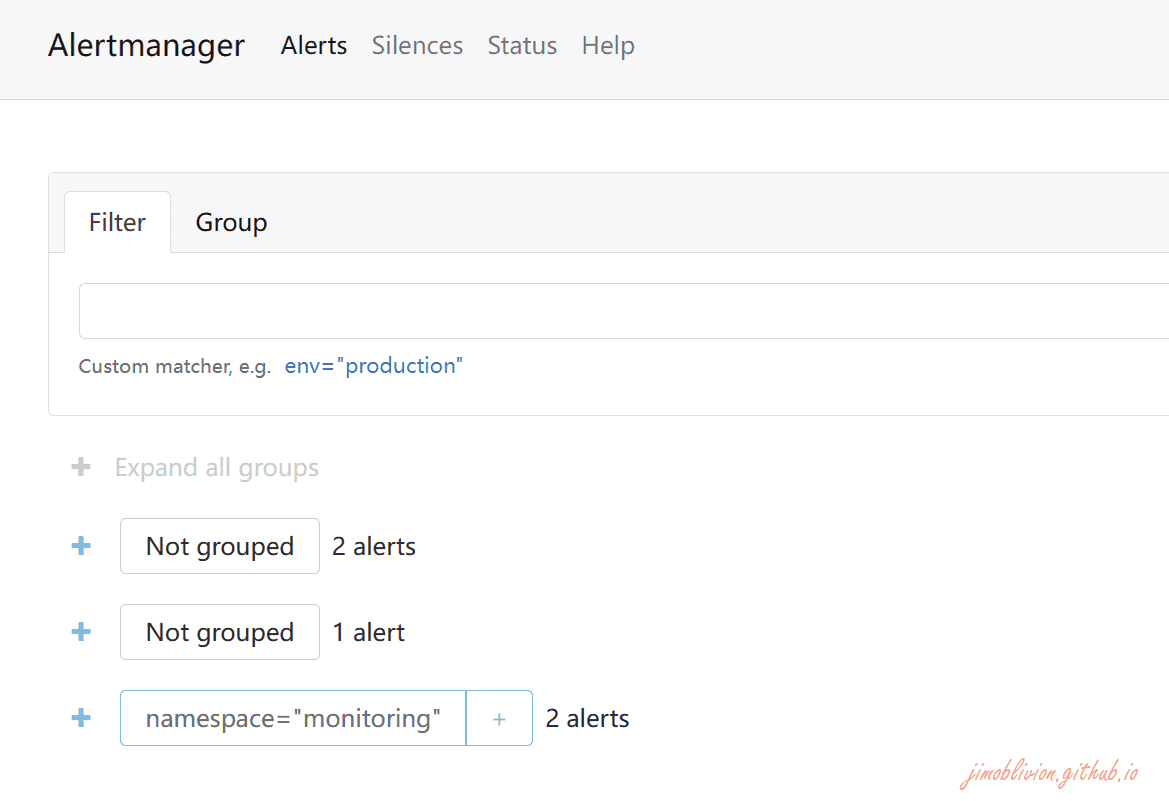 Alertmanager Alerts Silences Status Help
Filter Group
Custom matcher, e.g. env="production"
Expand all groups
Not grouped 2 alerts
Not grouped 1 alert
namespace="monitoring" + 2 alerts
jimoblivion.github.io